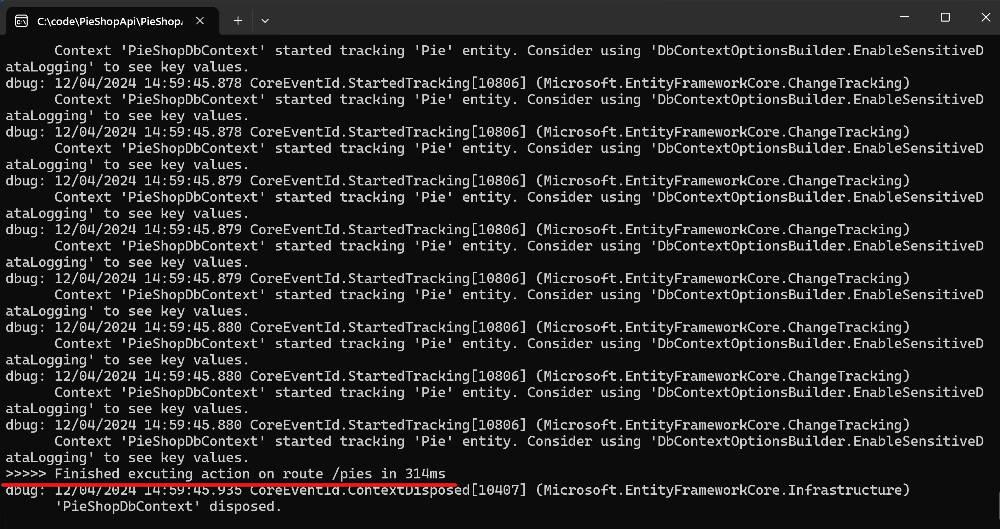 C:\code\PieShopApi\PieShop
Context 'PieShopDbContext' started tracking 'Pie' entity. Consider using 'DbContextOptionsBuilder.EnableSensitiveD
ataLogging' to see key values.
dbug: 12/04/2024 14:59:45.878 CoreEventId.StartedTracking[10806] (Microsoft.EntityFrameworkCore.ChangeTracking)
Context 'PieShopDbContext' started tracking 'Pie' entity. Consider using 'DbContextOptionsBuilder.EnableSensitiveD
ataLogging' to see key values.
dbug: 12/04/2024 14:59:45.878 CoreEventId.StartedTracking[10806] (Microsoft.EntityFrameworkCore.ChangeTracking)
Context 'PieShopDbContext' started tracking 'Pie' entity. Consider using 'DbContextOptionsBuilder.EnableSensitiveD
ataLogging' to see key values.
dbug: 12/04/2024 14:59:45.879 CoreEventId.StartedTracking[10806] (Microsoft.EntityFrameworkCore.ChangeTracking)
Context 'PieShopDbContext' started tracking 'Pie' entity. Consider using 'DbContextOptionsBuilder.EnableSensitiveD
ataLogging' to see key values.
dbug: 12/04/2024 14:59:45.879 CoreEventId.StartedTracking[10806] (Microsoft.EntityFrameworkCore.ChangeTracking)
Context 'PieShopDbContext' started tracking 'Pie' entity. Consider using 'DbContextOptionsBuilder.EnableSensitiveD
ataLogging' to see key values.
dbug: 12/04/2024 14:59:45.879 CoreEventId.StartedTracking[10806] (Microsoft.EntityFrameworkCore.ChangeTracking)
Context 'PieShopDbContext' started tracking 'Pie' entity. Consider using 'DbContextOptionsBuilder.EnableSensitiveD
ataLogging' to see key values.
dbug: 12/04/2024 14:59:45.880 CoreEventId.StartedTracking[10806] (Microsoft.EntityFrameworkCore.ChangeTracking)
Context 'PieShopDbContext' started tracking 'Pie' entity. Consider using 'DbContextOptionsBuilder.EnableSensitiveD
ataLogging' to see key values.
dbug: 12/04/2024 14:59:45.880 CoreEventId.StartedTracking[10806] (Microsoft.EntityFrameworkCore.ChangeTracking)
Context 'PieShopDbContext' started tracking 'Pie' entity. Consider using 'DbContextOptionsBuilder.EnableSensitiveD
ataLogging' to see key values.
dbug: 12/04/2024 14:59:45.880 CoreEventId.StartedTracking[10806] (Microsoft.EntityFrameworkCore.ChangeTracking)
Context 'PieShopDbContext' started tracking 'Pie' entity. Consider using 'DbContextOptionsBuilder.EnableSensitiveD
ataLogging' to see key values.
>>>>> Finished excuting action on route /pies in 314ms
dbug: 12/04/2024 14:59:45.935 CoreEventId.ContextDisposed[10407] (Microsoft.EntityFrameworkCore.Infrastructure)
'PieShopDbContext' disposed.